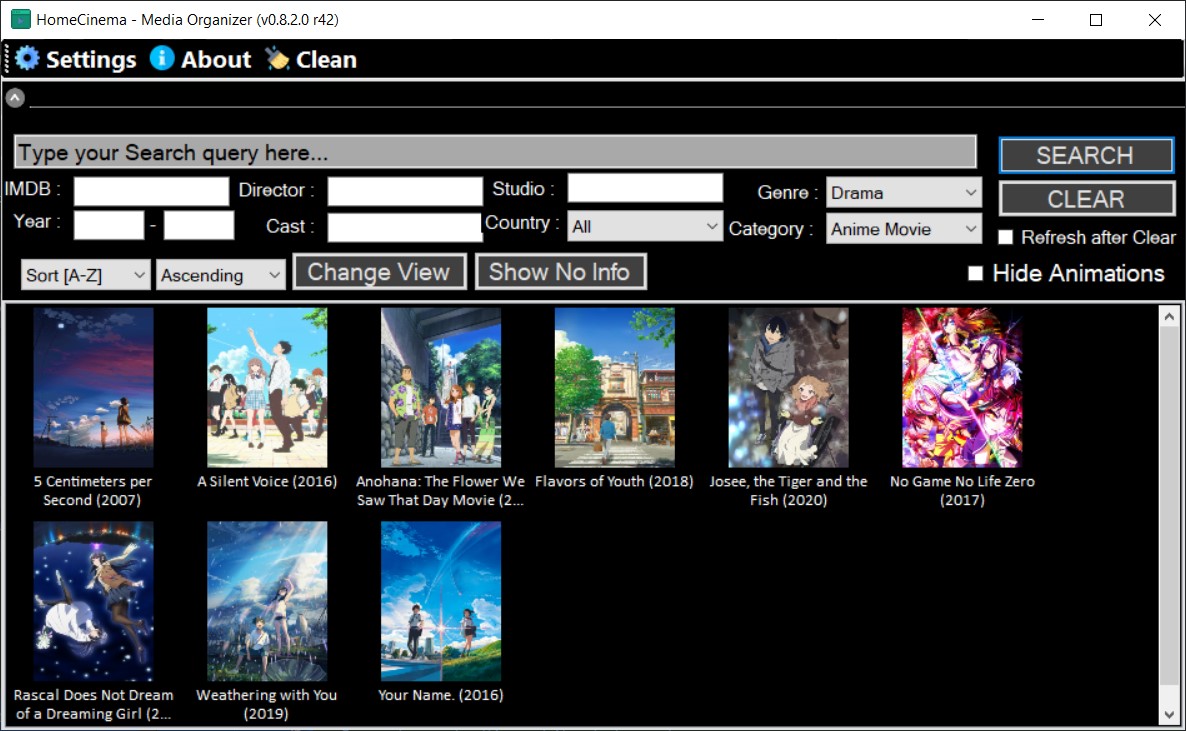 HomeCinema - Media Organizer (v0.8.2.0 r42)
Settings About Clean
Type your Search query here...
SEARCH
IMDB : Director : Studio : Genre : Drama
CLEAR
Year : - Cast : Country : All Category : Anime Movie
Refresh after Clear
Sort [A-Z] Ascending Change View Show No Info Hide Animations
5 Centimeters per
Second (2007)
A Silent Voice (2016)
Anohana: The Flower We
Saw That Day Movie (2...
Flavors of Youth (2018)
Josee, the Tiger and the
Fish (2020)
No Game No Life Zero
(2017)
Rascal Does Not Dream
of a Dreaming Girl (2...
Weathering with You
(2019)
Your Name. (2016)